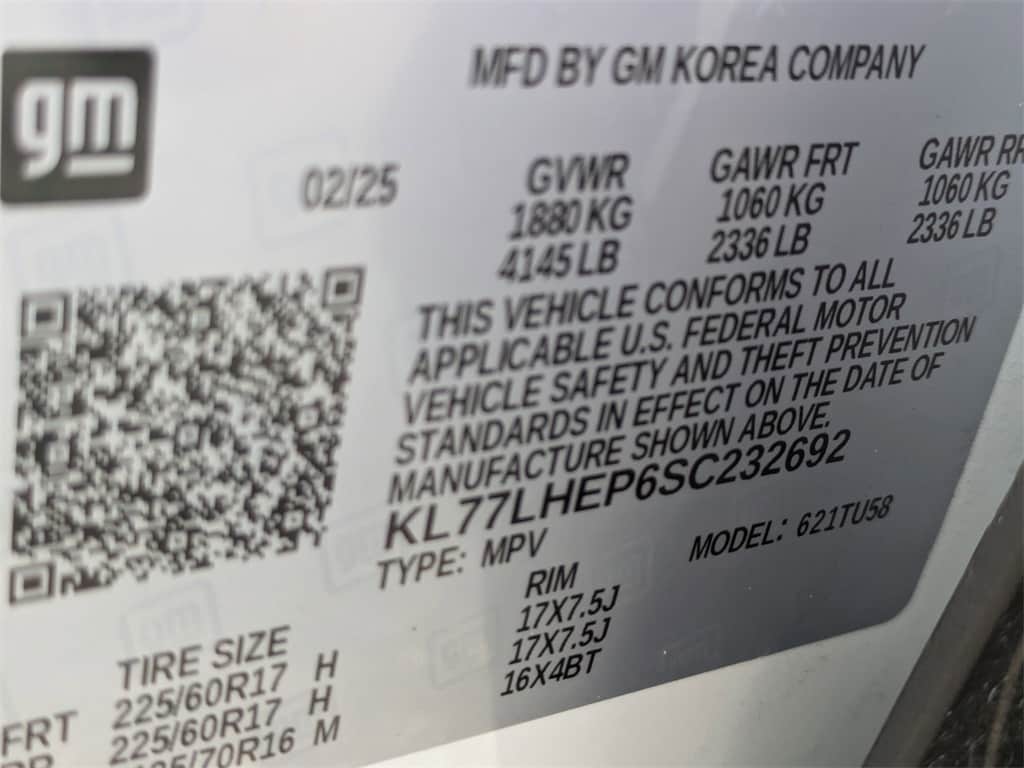 gm
MFD BY GM KOREA COMPANY
02/25 GVWR GAWR FRT GAWR
1880 KG 1060 KG 1060 KG
4145 LB 2336 LB 2336 LB
THIS VEHICLE CONFORMS TO ALL
APPLICABLE U.S. FEDERAL MOTOR
VEHICLE SAFETY AND THEFT PREVENTION
STANDARDS IN EFFECT ON THE DATE OF
MANUFACTURE SHOWN ABOVE.
KL77LHEP6SC232692
TYPE: MPV MODEL: 621TU58
TIRE SIZE RIM
FRT 225/60R17 H 17X7.5J
225/60R17 H 17X7.5J
M 16X4BT